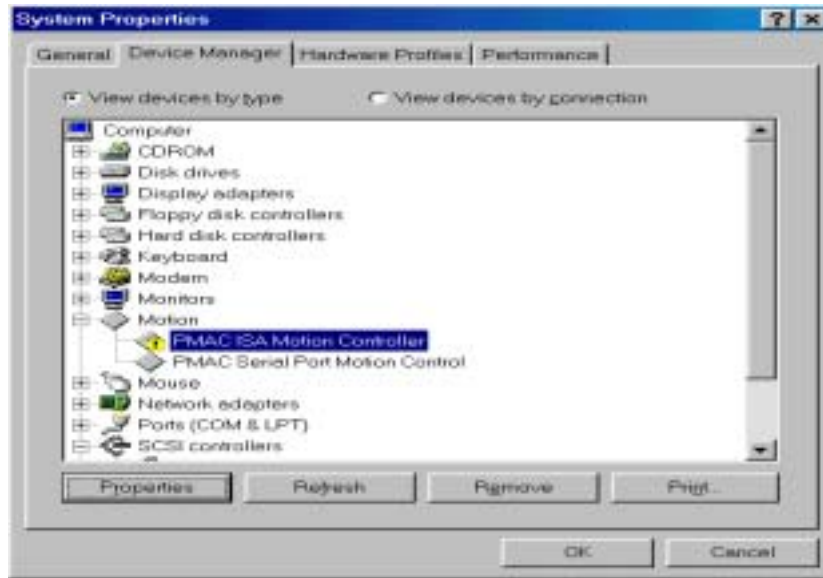 System Properties
General Device Manager Hardware Profiles Performance
View devices by type View devices by connection
Computer
CDROM
Disk drives
Display adapters
Floppy disk controllers
Hard disk controllers
Keyboard
Modem
Monitors
Motion
PMAC ISA Motion Controller
PMAC Serial Port Motion Control
Mouse
Network adapters
Ports (COM & LPT)
SCSI controllers
Properties Refresh Remove Print...
OK Cancel